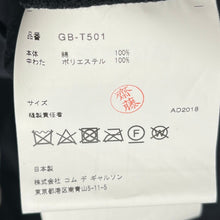 品番 GB-T501
本体 綿 100%
中わた ポリエステル 100%
サイズ
縫製責任者
齋藤
AD2018
日本製
株式会社 コム デ ギャルソン
東京都港区南青山5-11-5